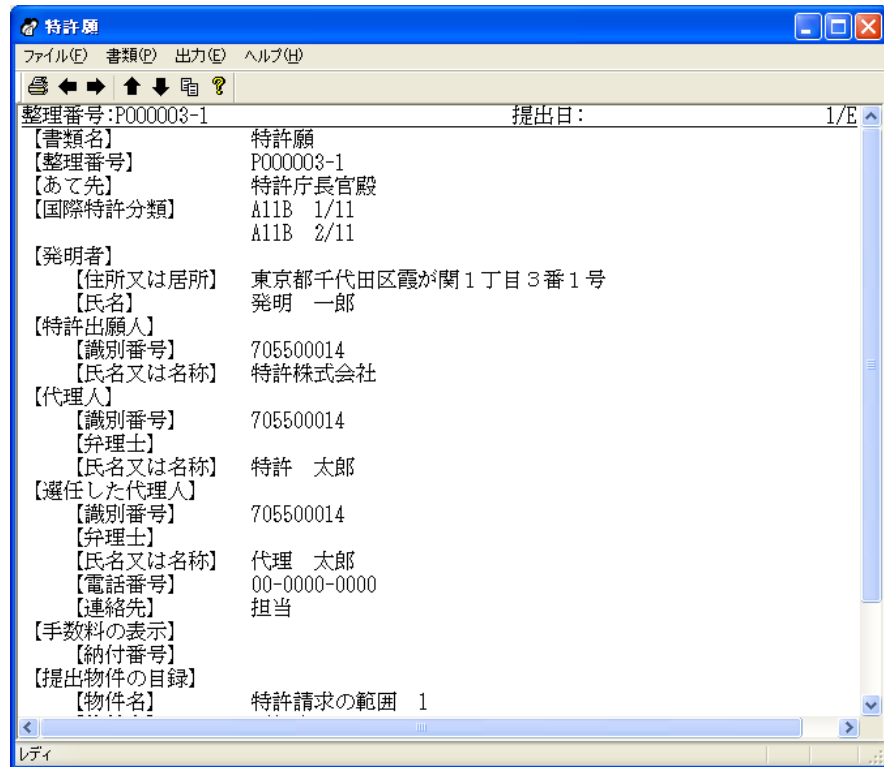 特許願
ファイル(F) 書類(P) 出力(E) ヘルプ(H)
整理番号:P000003-1 提出日: 1/E
【書類名】 特許願
【整理番号】 P000003-1
【あて先】 特許庁長官殿
【国際特許分類】 A11B 1/11
A11B 2/11
【発明者】
【住所又は居所】 東京都千代田区霞が関1丁目3番1号
【氏名】 発明 一郎
【特許出願人】
【識別番号】 705500014
【氏名又は名称】 特許株式会社
【代理人】
【識別番号】 705500014
【弁理士】
【氏名又は名称】 特許 太郎
【選任した代理人】
【識別番号】 705500014
【弁理士】
【氏名又は名称】 代理 太郎
【電話番号】 00-0000-0000
【連絡先】 担当
【手数料の表示】
【納付番号】
【提出物件の目録】
【物件名】 特許請求の範囲 1
レディ